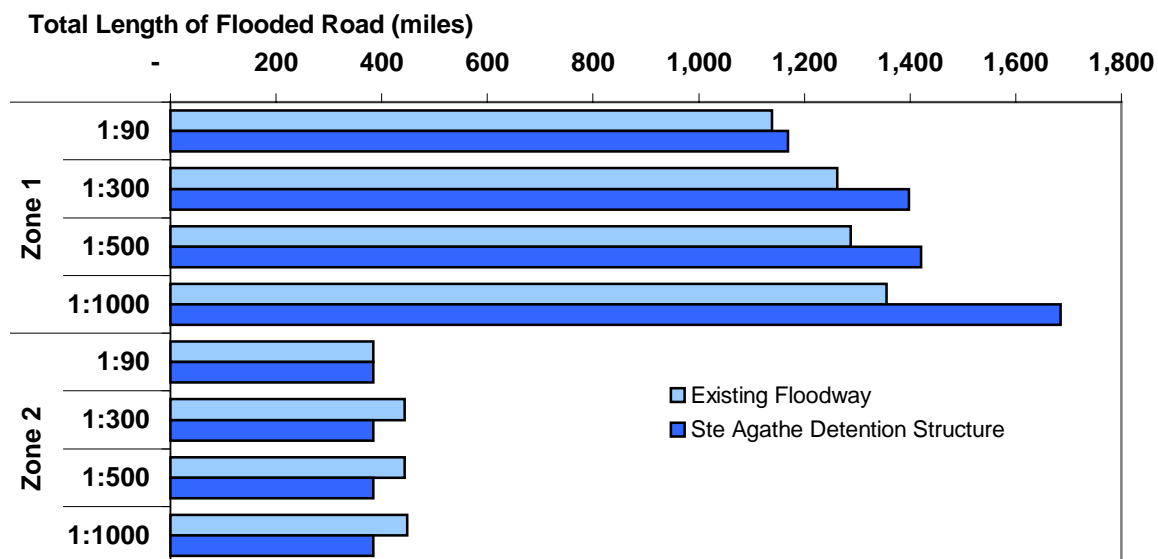 Total Length of Flooded Road (miles)
- 200 400 600 800 1,000 1,200 1,400 1,600 1,800
Zone 1
1:90
1:300
1:500
1:1000
Zone 2
1:90
1:300
1:500
1:1000
Existing Floodway
Ste Agathe Detention Structure